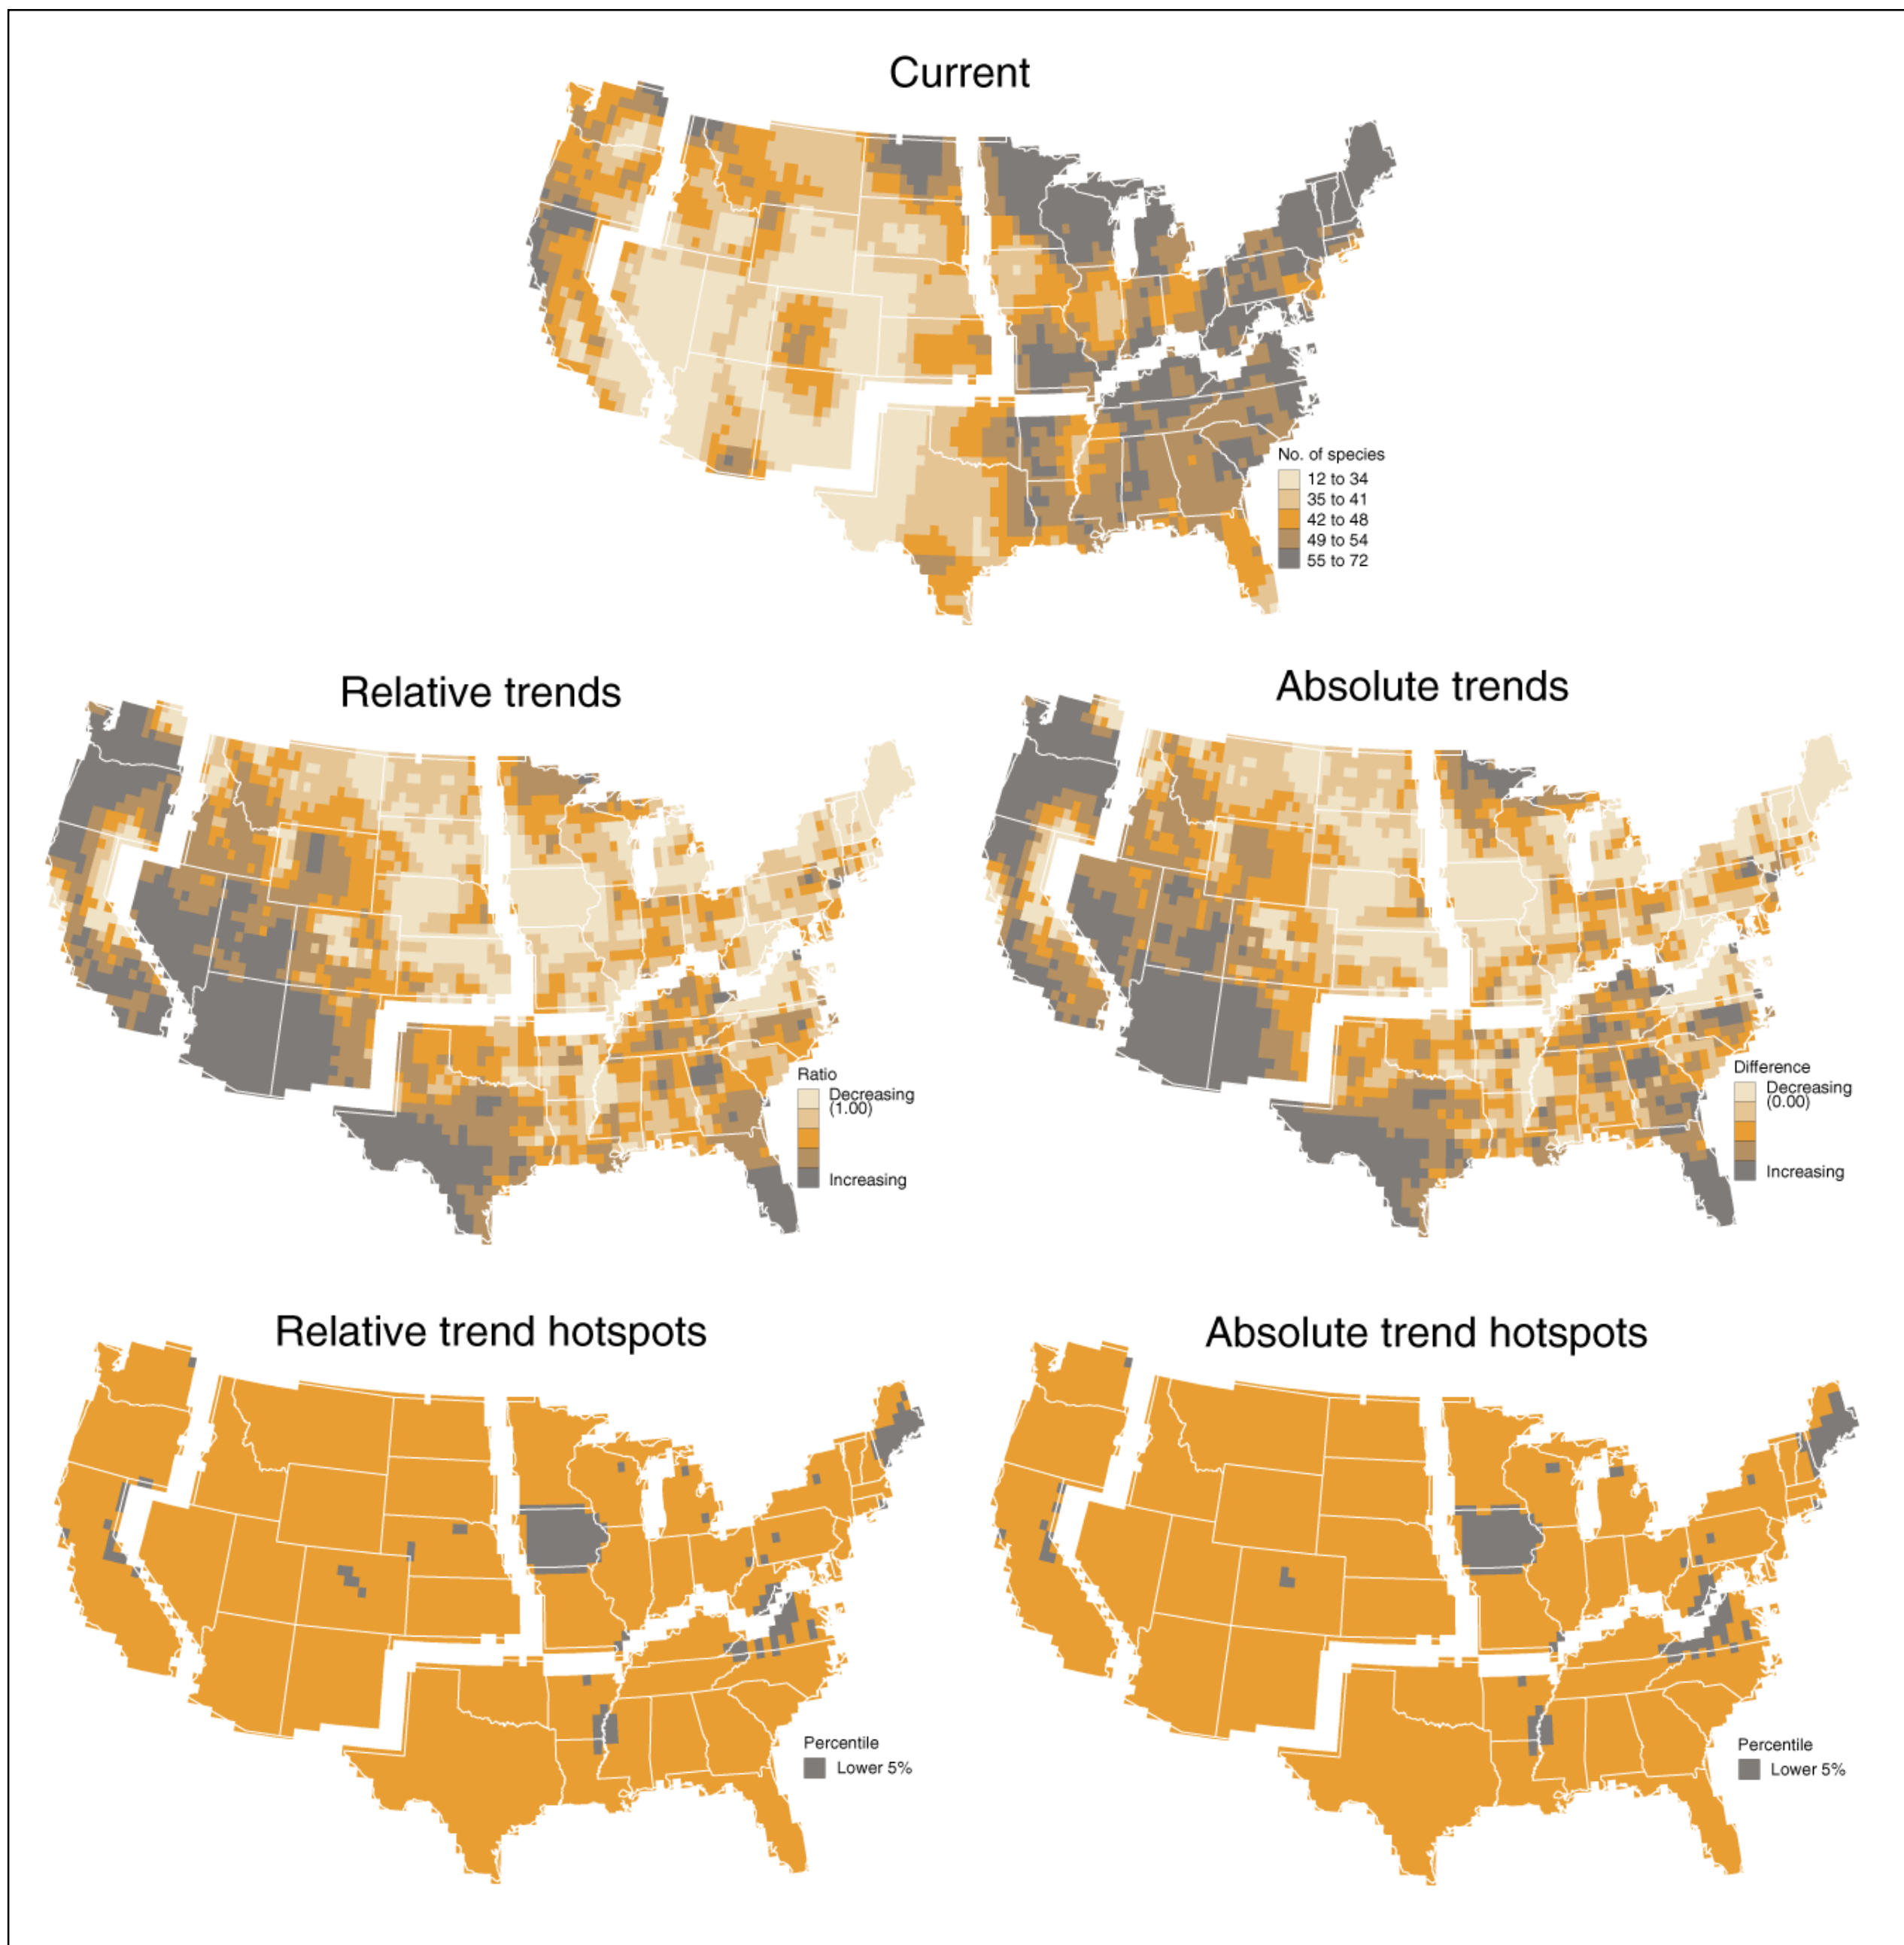 Current
No. of species
12 to 34
35 to 41
42 to 48
49 to 54
55 to 72
Relative trends
Ratio
Decreasing
(1.00)
Increasing
Absolute trends
Difference
Decreasing
(0.00)
Increasing
Relative trend hotspots
Percentile
Lower 5%
Absolute trend hotspots
Percentile
Lower 5%